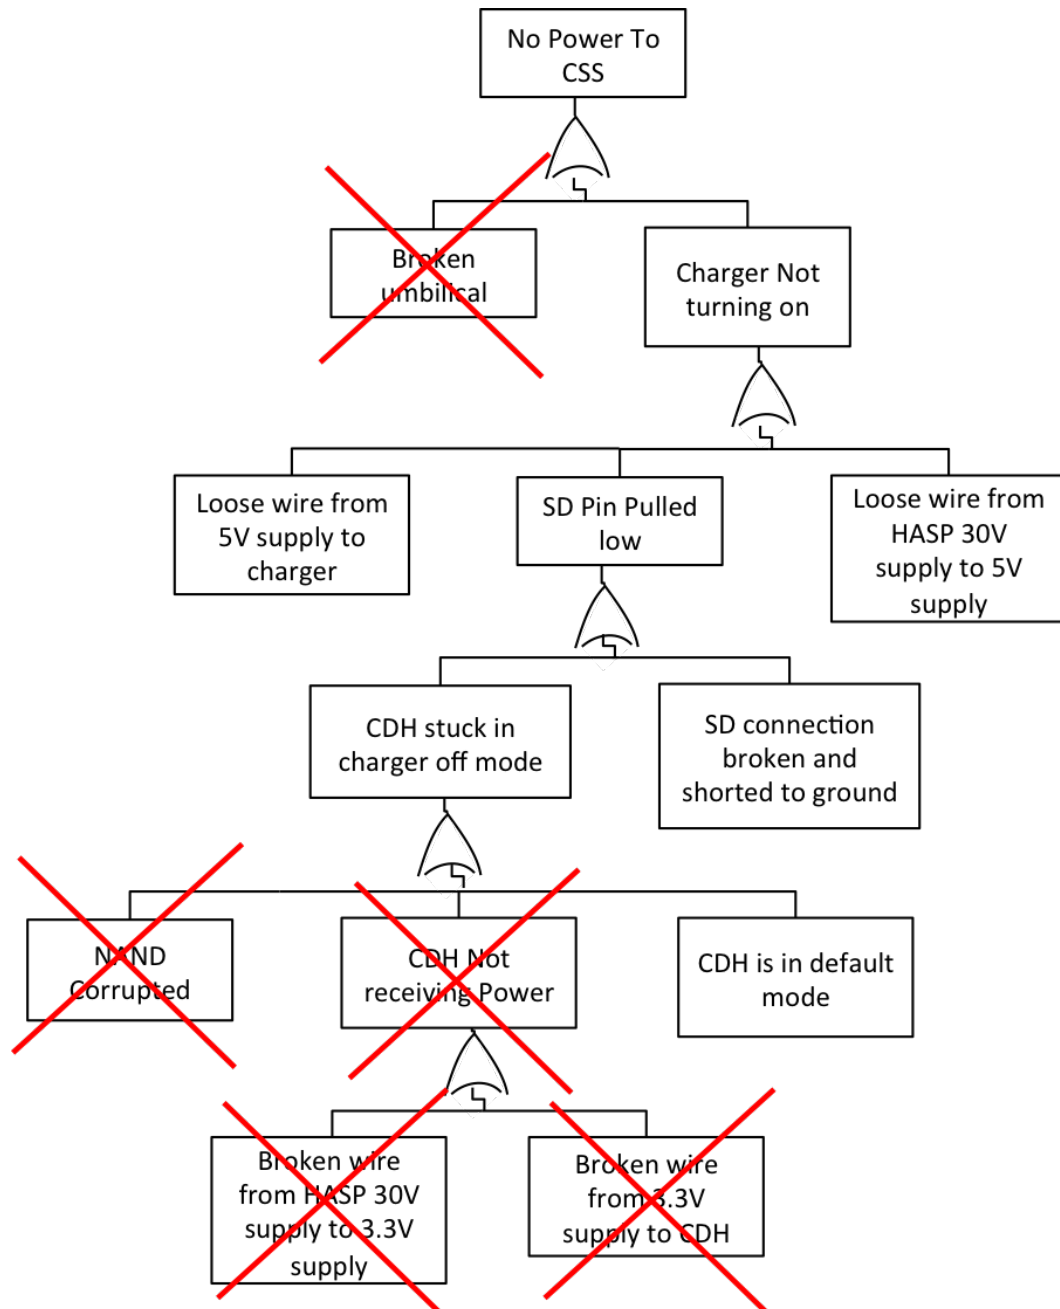 No Power To
CSS
Broken
umbilical
Charger Not
turning on
Loose wire from
5V supply to
charger
SD Pin Pulled
low
Loose wire from
HASP 30V
supply to 5V
supply
CDH stuck in
charger off mode
SD connection
broken and
shorted to ground
NAND
Corrupted
CDH Not
receiving Power
CDH is in default
mode
Broken wire
from HASP 30V
supply to 3.3V
supply
Broken wire
from 3.3V
supply to CDH